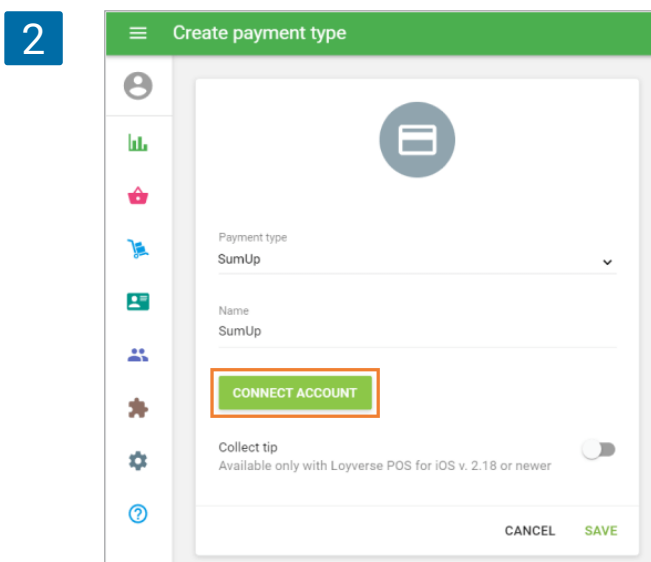 2
Create payment type
Payment type
SumUp
Name
SumUp
CONNECT ACCOUNT
Collect tip
Available only with Loyverse POS for iOS v. 2.18 or newer
CANCEL SAVE